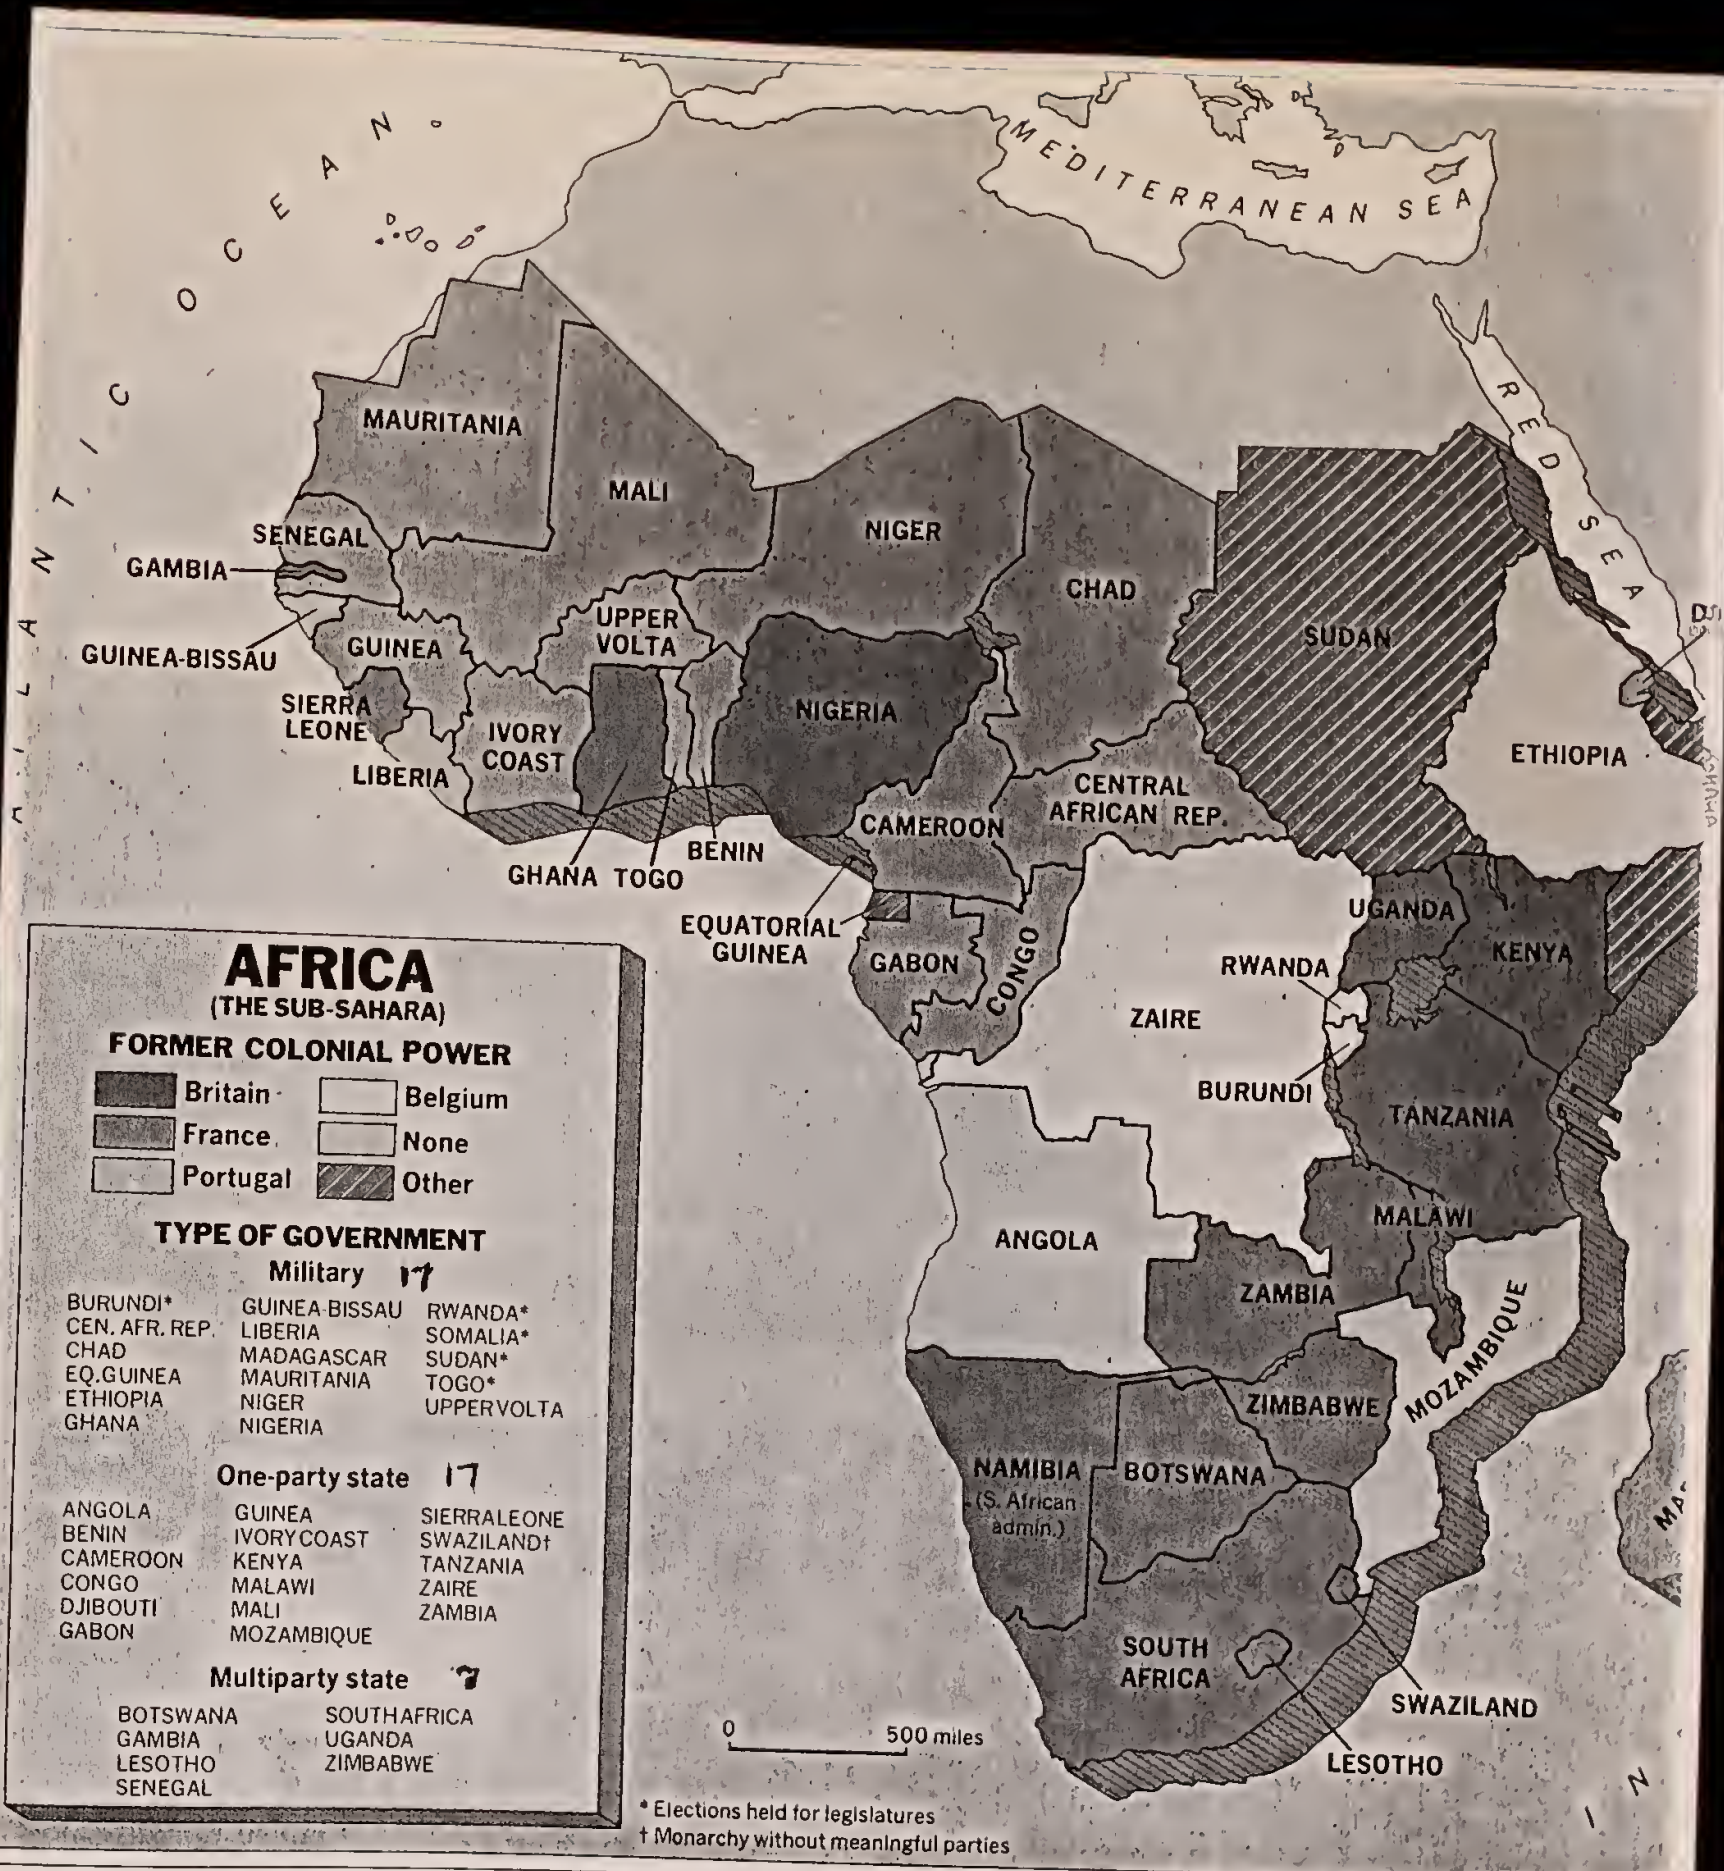 ATLANTIC OCEAN
MEDITERRANEAN SEA
RED SEA
MAURITANIA
MALI
NIGER
CHAD
SUDAN
SENEGAL
GAMBIA
GUINEA-BISSAU
GUINEA
UPPER
VOLTA
SIERRA
LEONE
IVORY
COAST
LIBERIA
NIGERIA
ETHIOPIA
CENTRAL
AFRICAN REP.
CAMEROON
BENIN
GHANA
TOGO
EQUATORIAL
GUINEA
GABON
CONGO
UGANDA
KENYA
RWANDA
ZAIRE
BURUNDI
TANZANIA
ANGOLA
MALAWI
ZAMBIA
MOZAMBIQUE
ZIMBABWE
NAMIBIA
(S. African
admin.)
BOTSWANA
SOUTH
AFRICA
SWAZILAND
LESOTHO
0 500 miles
AFRICA
(THE SUB-SAHARA)
FORMER COLONIAL POWER
Britain Belgium
France None
Portugal Other
TYPE OF GOVERNMENT
Military 17
BURUNDI* GUINEA-BISSAU RWANDA*
CEN. AFR. REP. LIBERIA SOMALIA*
CHAD MADAGASCAR SUDAN*
EQ.GUINEA MAURITANIA TOGO*
ETHIOPIA NIGER UPPER VOLTA
GHANA NIGERIA
One-party state 17
ANGOLA GUINEA SIERRA LEONE
BENIN IVORY COAST SWAZILAND†
CAMEROON KENYA TANZANIA
CONGO MALAWI ZAIRE
DJIBOUTI MALI ZAMBIA
GABON MOZAMBIQUE
Multiparty state 7
BOTSWANA SOUTH AFRICA
GAMBIA UGANDA
LESOTHO ZIMBABWE
SENEGAL
* Elections held for legislatures
† Monarchy without meaningful parties